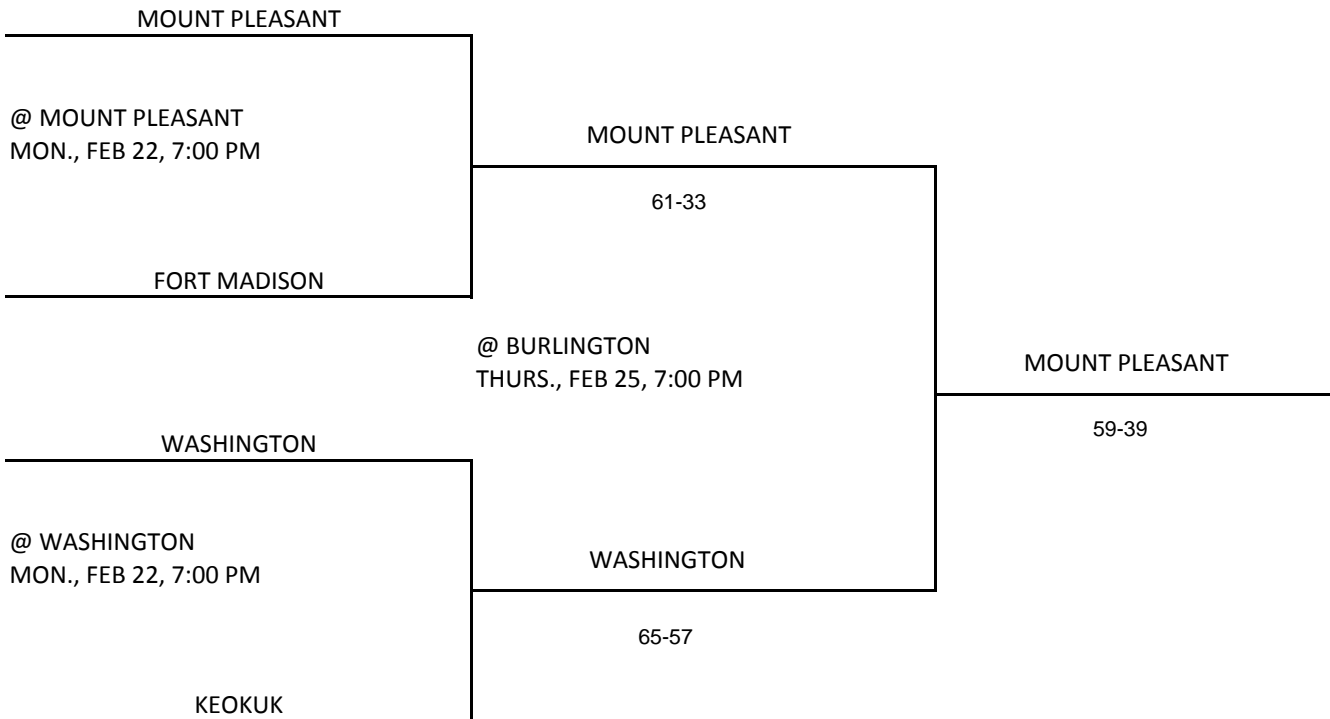 MOUNT PLEASANT
@ MOUNT PLEASANT
MON., FEB 22, 7:00 PM
MOUNT PLEASANT
61-33
FORT MADISON
@ BURLINGTON
THURS., FEB 25, 7:00 PM
MOUNT PLEASANT
59-39
WASHINGTON
@ WASHINGTON
MON., FEB 22, 7:00 PM
WASHINGTON
65-57
KEOKUK